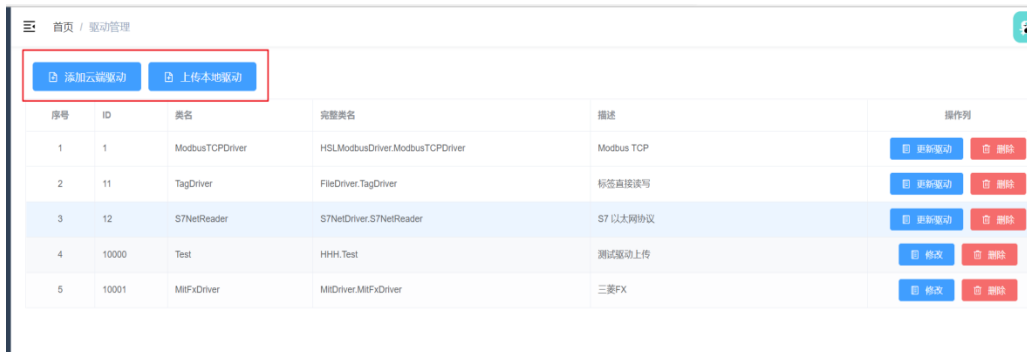 首页 / 驱动管理
添加云端驱动 上传本地驱动
序号 ID 类名 完整类名 描述 操作列
1 1 ModbusTCPDriver HSLModbusDriver.ModbusTCPDriver Modbus TCP 更新驱动 删除
2 11 TagDriver FileDriver.TagDriver 标签直接读写 更新驱动 删除
3 12 S7NetReader S7NetDriver.S7NetReader S7 以太网协议 更新驱动 删除
4 10000 Test HHH.Test 测试驱动上传 修改 删除
5 10001 MitFxDriver MitDriver.MitFxDriver 三菱FX 修改 删除